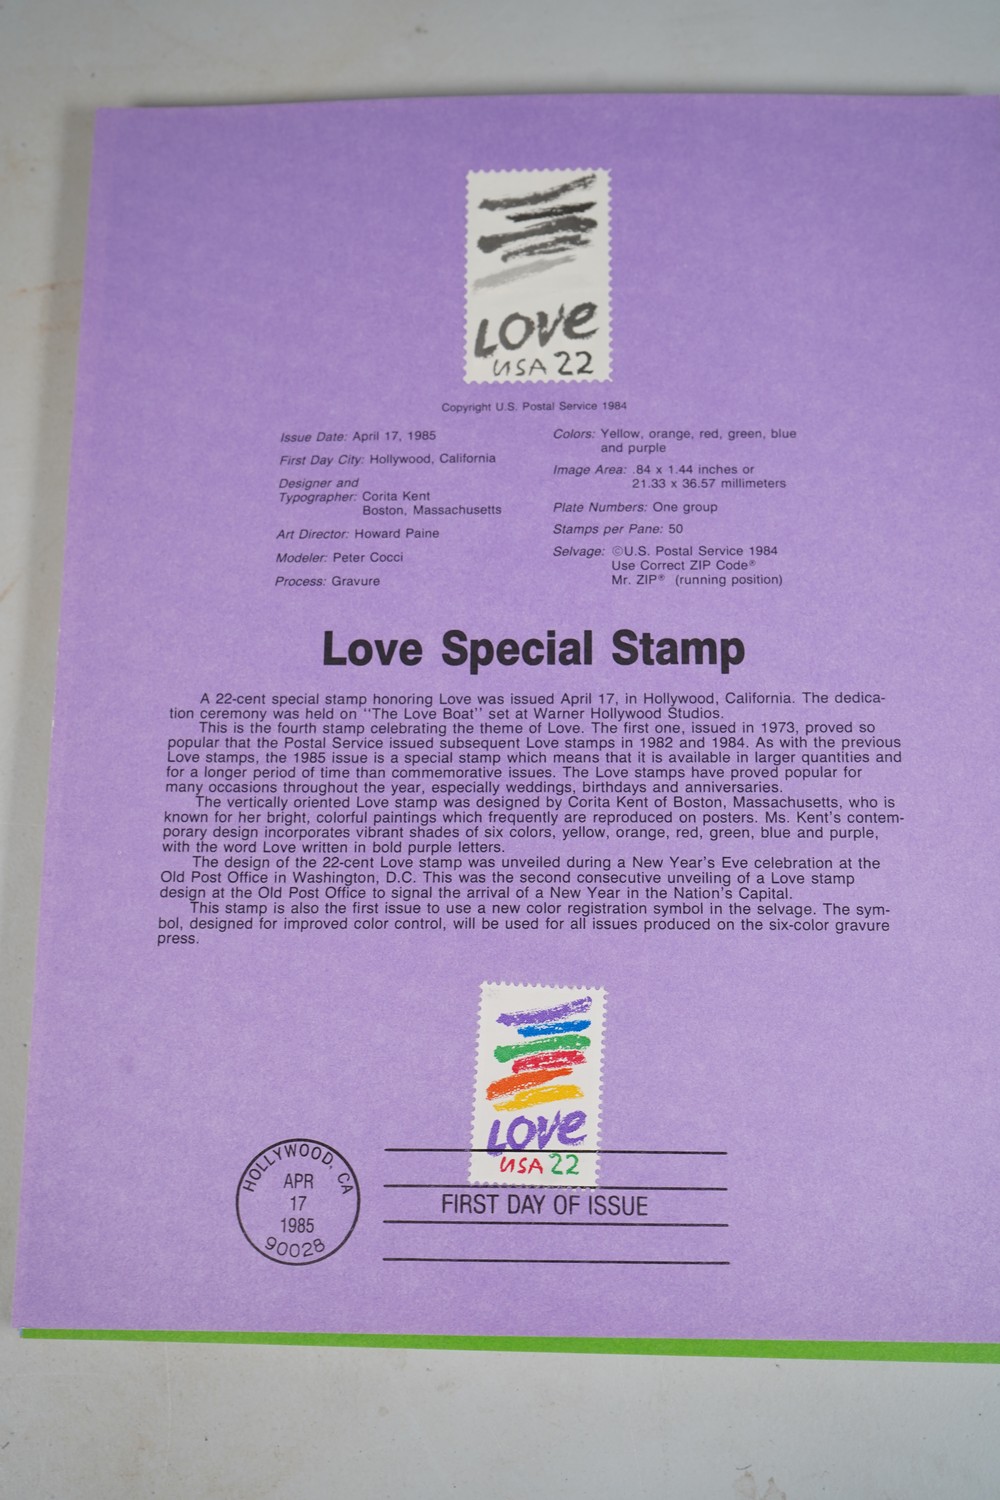 LOVE
USA 22
Copyright U.S. Postal Service 1984
Issue Date: April 17, 1985
First Day City: Hollywood, California
Designer and
Typographer: Corita Kent
Boston, Massachusetts
Art Director: Howard Paine
Modeler: Peter Cocci
Process: Gravure
Colors: Yellow, orange, red, green, blue
and purple
Image Area: .84 x 1.44 inches or
21.33 x 36.57 millimeters
Plate Numbers: One group
Stamps per Pane: 50
Selvage: ©U.S. Postal Service 1984
Use Correct ZIP Code®
Mr. ZIP® (running position)
Love Special Stamp
A 22-cent special stamp honoring Love was issued April 17, in Hollywood, California. The dedica-
tion ceremony was held on "The Love Boat" set at Warner Hollywood Studios.
This is the fourth stamp celebrating the theme of Love. The first one, issued in 1973, proved so
popular that the Postal Service issued subsequent Love stamps in 1982 and 1984. As with the previous
Love stamps, the 1985 issue is a special stamp which means that it is available in larger quantities and
for a longer period of time than commemorative issues. The Love stamps have proved popular for
many occasions throughout the year, especially weddings, birthdays and anniversaries.
The vertically oriented Love stamp was designed by Corita Kent of Boston, Massachusetts, who is
known for her bright, colorful paintings which frequently are reproduced on posters. Ms. Kent's contem-
porary design incorporates vibrant shades of six colors, yellow, orange, red, green, blue and purple,
with the word Love written in bold purple letters.
The design of the 22-cent Love stamp was unveiled during a New Year's Eve celebration at the
Old Post Office in Washington, D.C. This was the second consecutive unveiling of a Love stamp
design at the Old Post Office to signal the arrival of a New Year in the Nation's Capital.
This stamp is also the first issue to use a new color registration symbol in the selvage. The sym-
bol, designed for improved color control, will be used for all issues produced on the six-color gravure
press.
LOVE
USA 22
HOLLYWOOD, CA
APR
17
1985
90028
FIRST DAY OF ISSUE